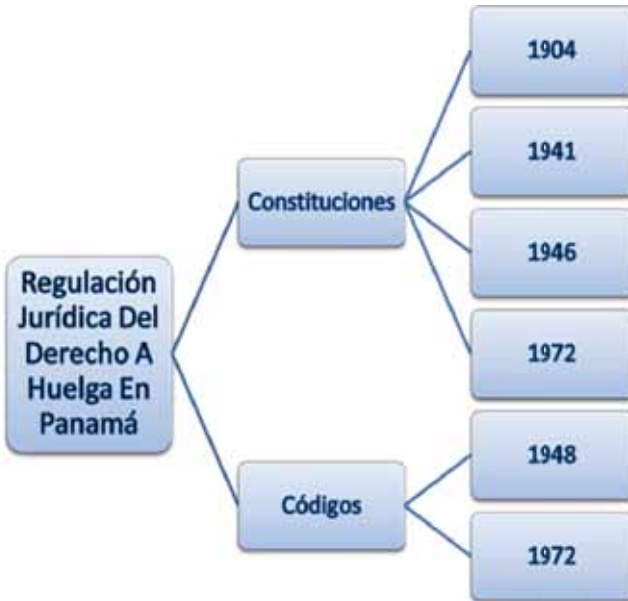 Regulación
Jurídica Del
Derecho A
Huelga En
Panamá
Constituciones
1904
1941
1946
1972
Códigos
1948
1972